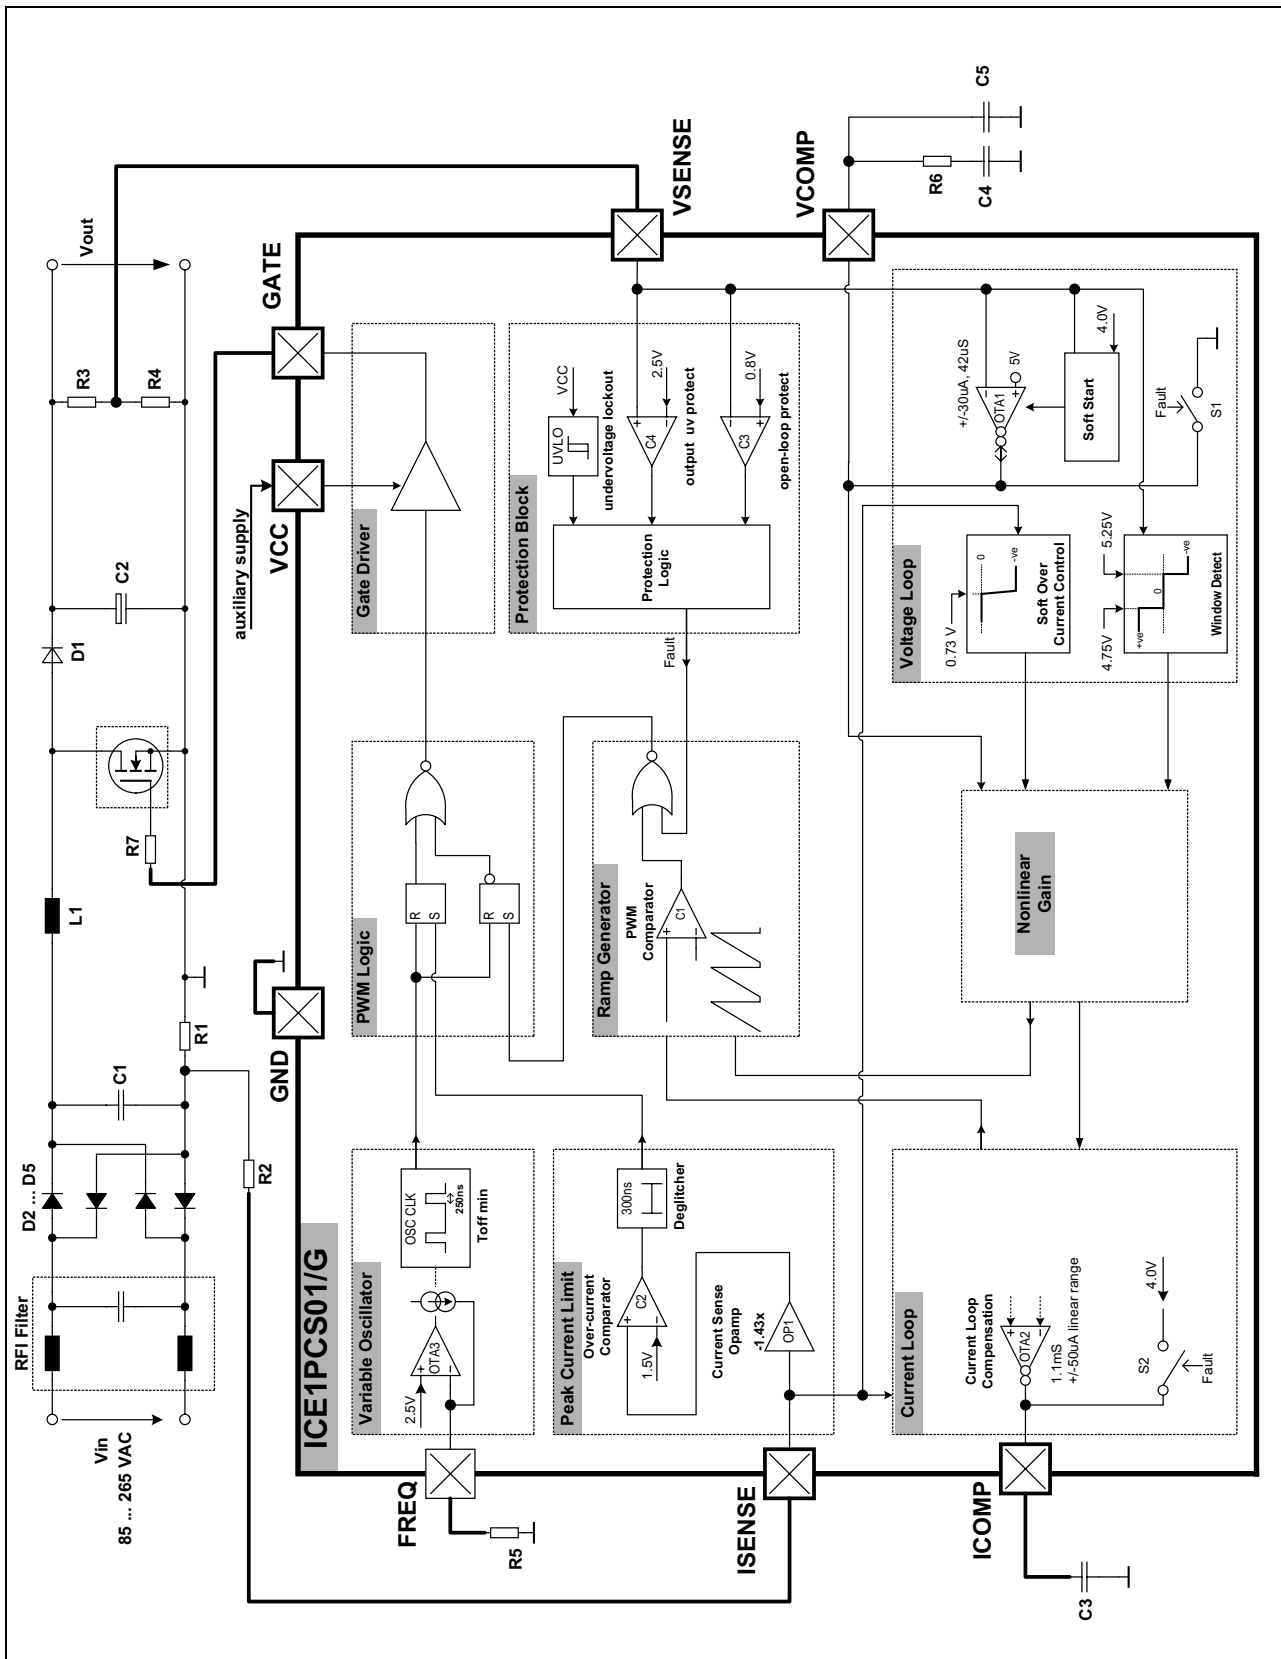 RFI Filter
Vin
85 ... 265 VAC
D2 ... D5
C1
R1
R2
L1
R7
D1
C2
R3
R4
Vout
auxiliary supply
GND
VCC
GATE
ICE1PCS01/G
FREQ
R5
Variable Oscillator
2.5V
+
−
OTA3
OSC CLK
250ns
Toff min
PWM Logic
R
S
R
S
Gate Driver
VSENSE
Peak Current Limit
Over-current
Comparator
1.5V
+
−
C2
300ns
Deglitcher
Current Sense
Opamp
-1.43x
OP1
ISENSE
Ramp Generator
PWM
Comparator
+
−
C1
Protection Block
Fault
Protection
Logic
UVLO
VCC
undervoltage lockout
+
−
C4
2.5V
output uv protect
−
+
C3
0.8V
open-loop protect
VCOMP
R6
C4
C5
Current Loop
Current Loop
Compensation
+
−
OTA2
1.1mS
+/-50uA linear range
S2
Fault
4.0V
ICOMP
C3
Nonlinear
Gain
Voltage Loop
0.73 V
0
-ve
Soft Over
Current Control
4.75V
5.25V
+ve
0
-ve
Window Detect
+/-30uA, 42uS
−
+
OTA1
5V
Soft Start
4.0V
Fault
S1